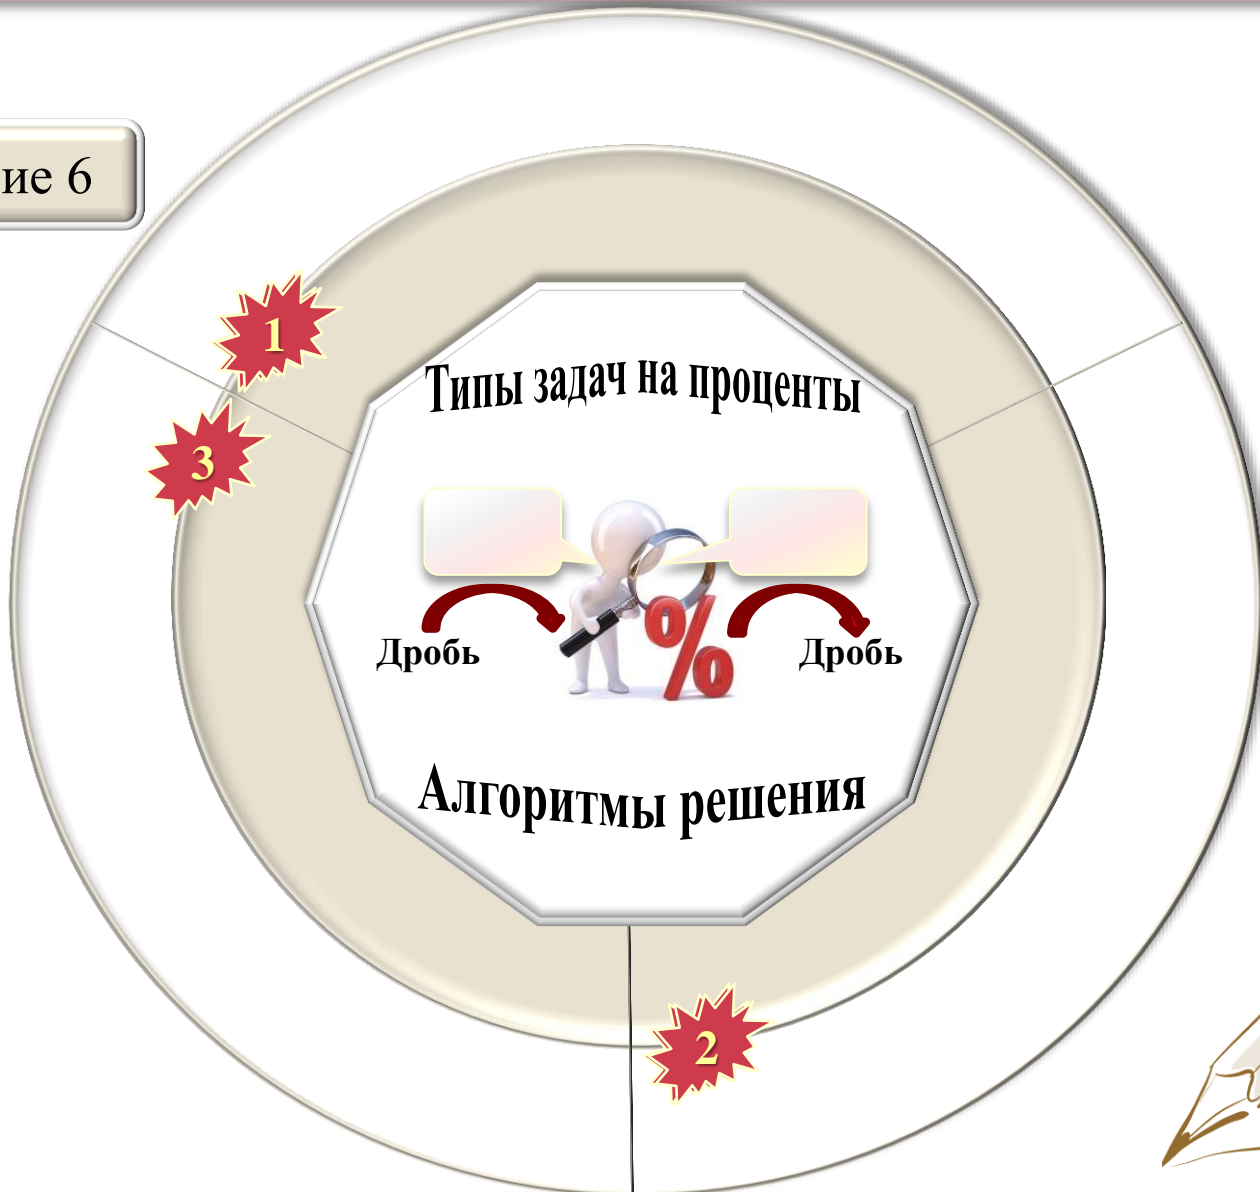 ие 6
1
3
Типы задач на проценты
%
Дробь
Дробь
Алгоритмы решения
2